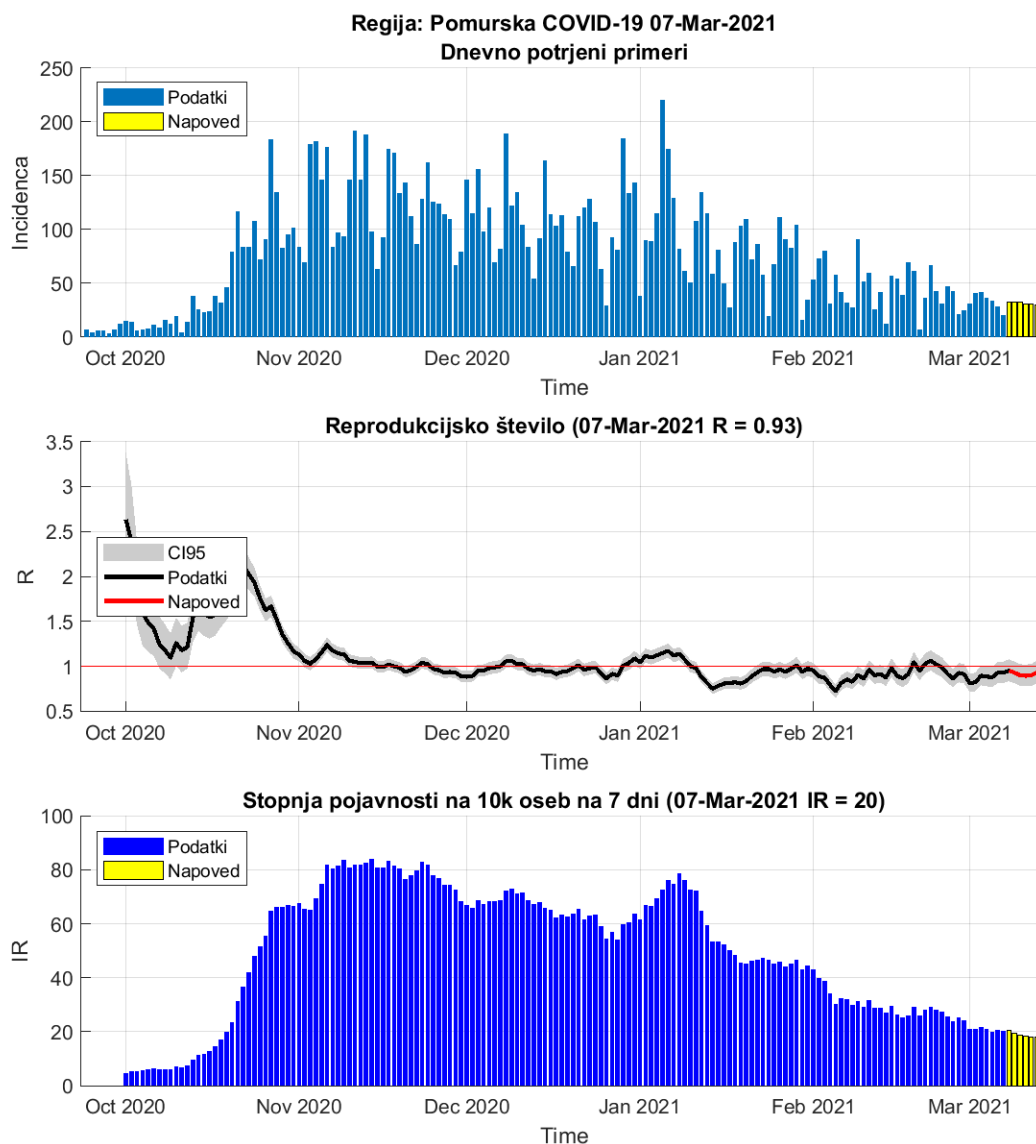 Regija: Pomurska COVID-19 07-Mar-2021
Dnevno potrjeni primeri
250
200
150
100
50
0
Incidenca
Podatki
Napoved
Oct 2020 Nov 2020 Dec 2020 Jan 2021 Feb 2021 Mar 2021
Time
Reprodukcijsko število (07-Mar-2021 R = 0.93)
3.5
3
2.5
2
1.5
1
0.5
R
CI95
Podatki
Napoved
Oct 2020 Nov 2020 Dec 2020 Jan 2021 Feb 2021 Mar 2021
Time
Stopnja pojavnosti na 10k oseb na 7 dni (07-Mar-2021 IR = 20)
100
80
60
40
20
0
IR
Podatki
Napoved
Oct 2020 Nov 2020 Dec 2020 Jan 2021 Feb 2021 Mar 2021
Time